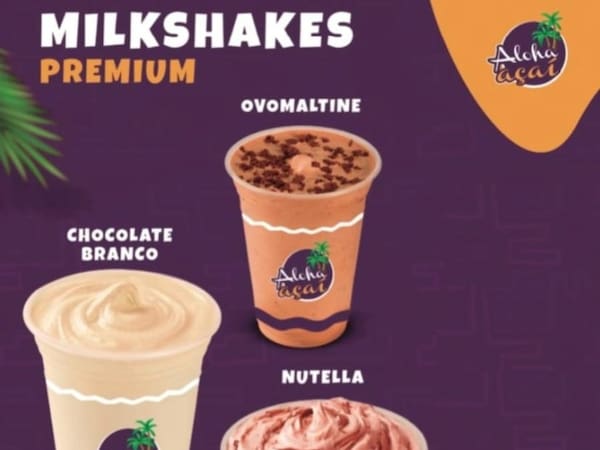 MILKSHAKES
PREMIUM
Aloha
açaí
OVOMALTINE
CHOCOLATE
BRANCO
Aloha
açaí
NUTELLA